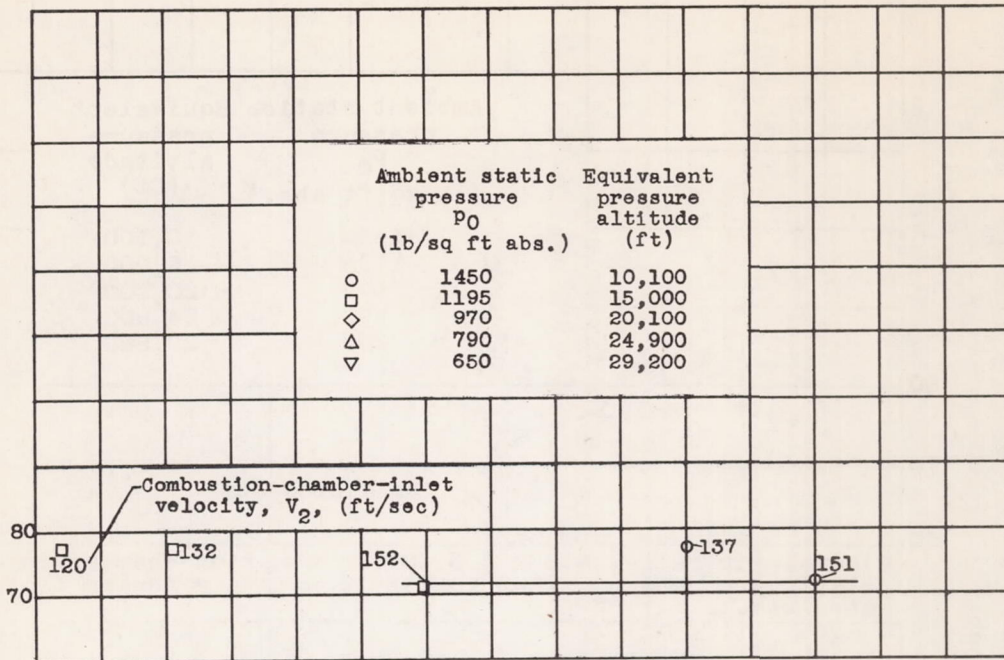 Ambient static Equivalent
pressure pressure
p0 altitude
(lb/sq ft abs.) (ft)
○ 1450 10,100
□ 1195 15,000
◇ 970 20,100
△ 790 24,900
▽ 650 29,200
Combustion-chamber-inlet
velocity, V2, (ft/sec)
80
120
132
152
137
151
70